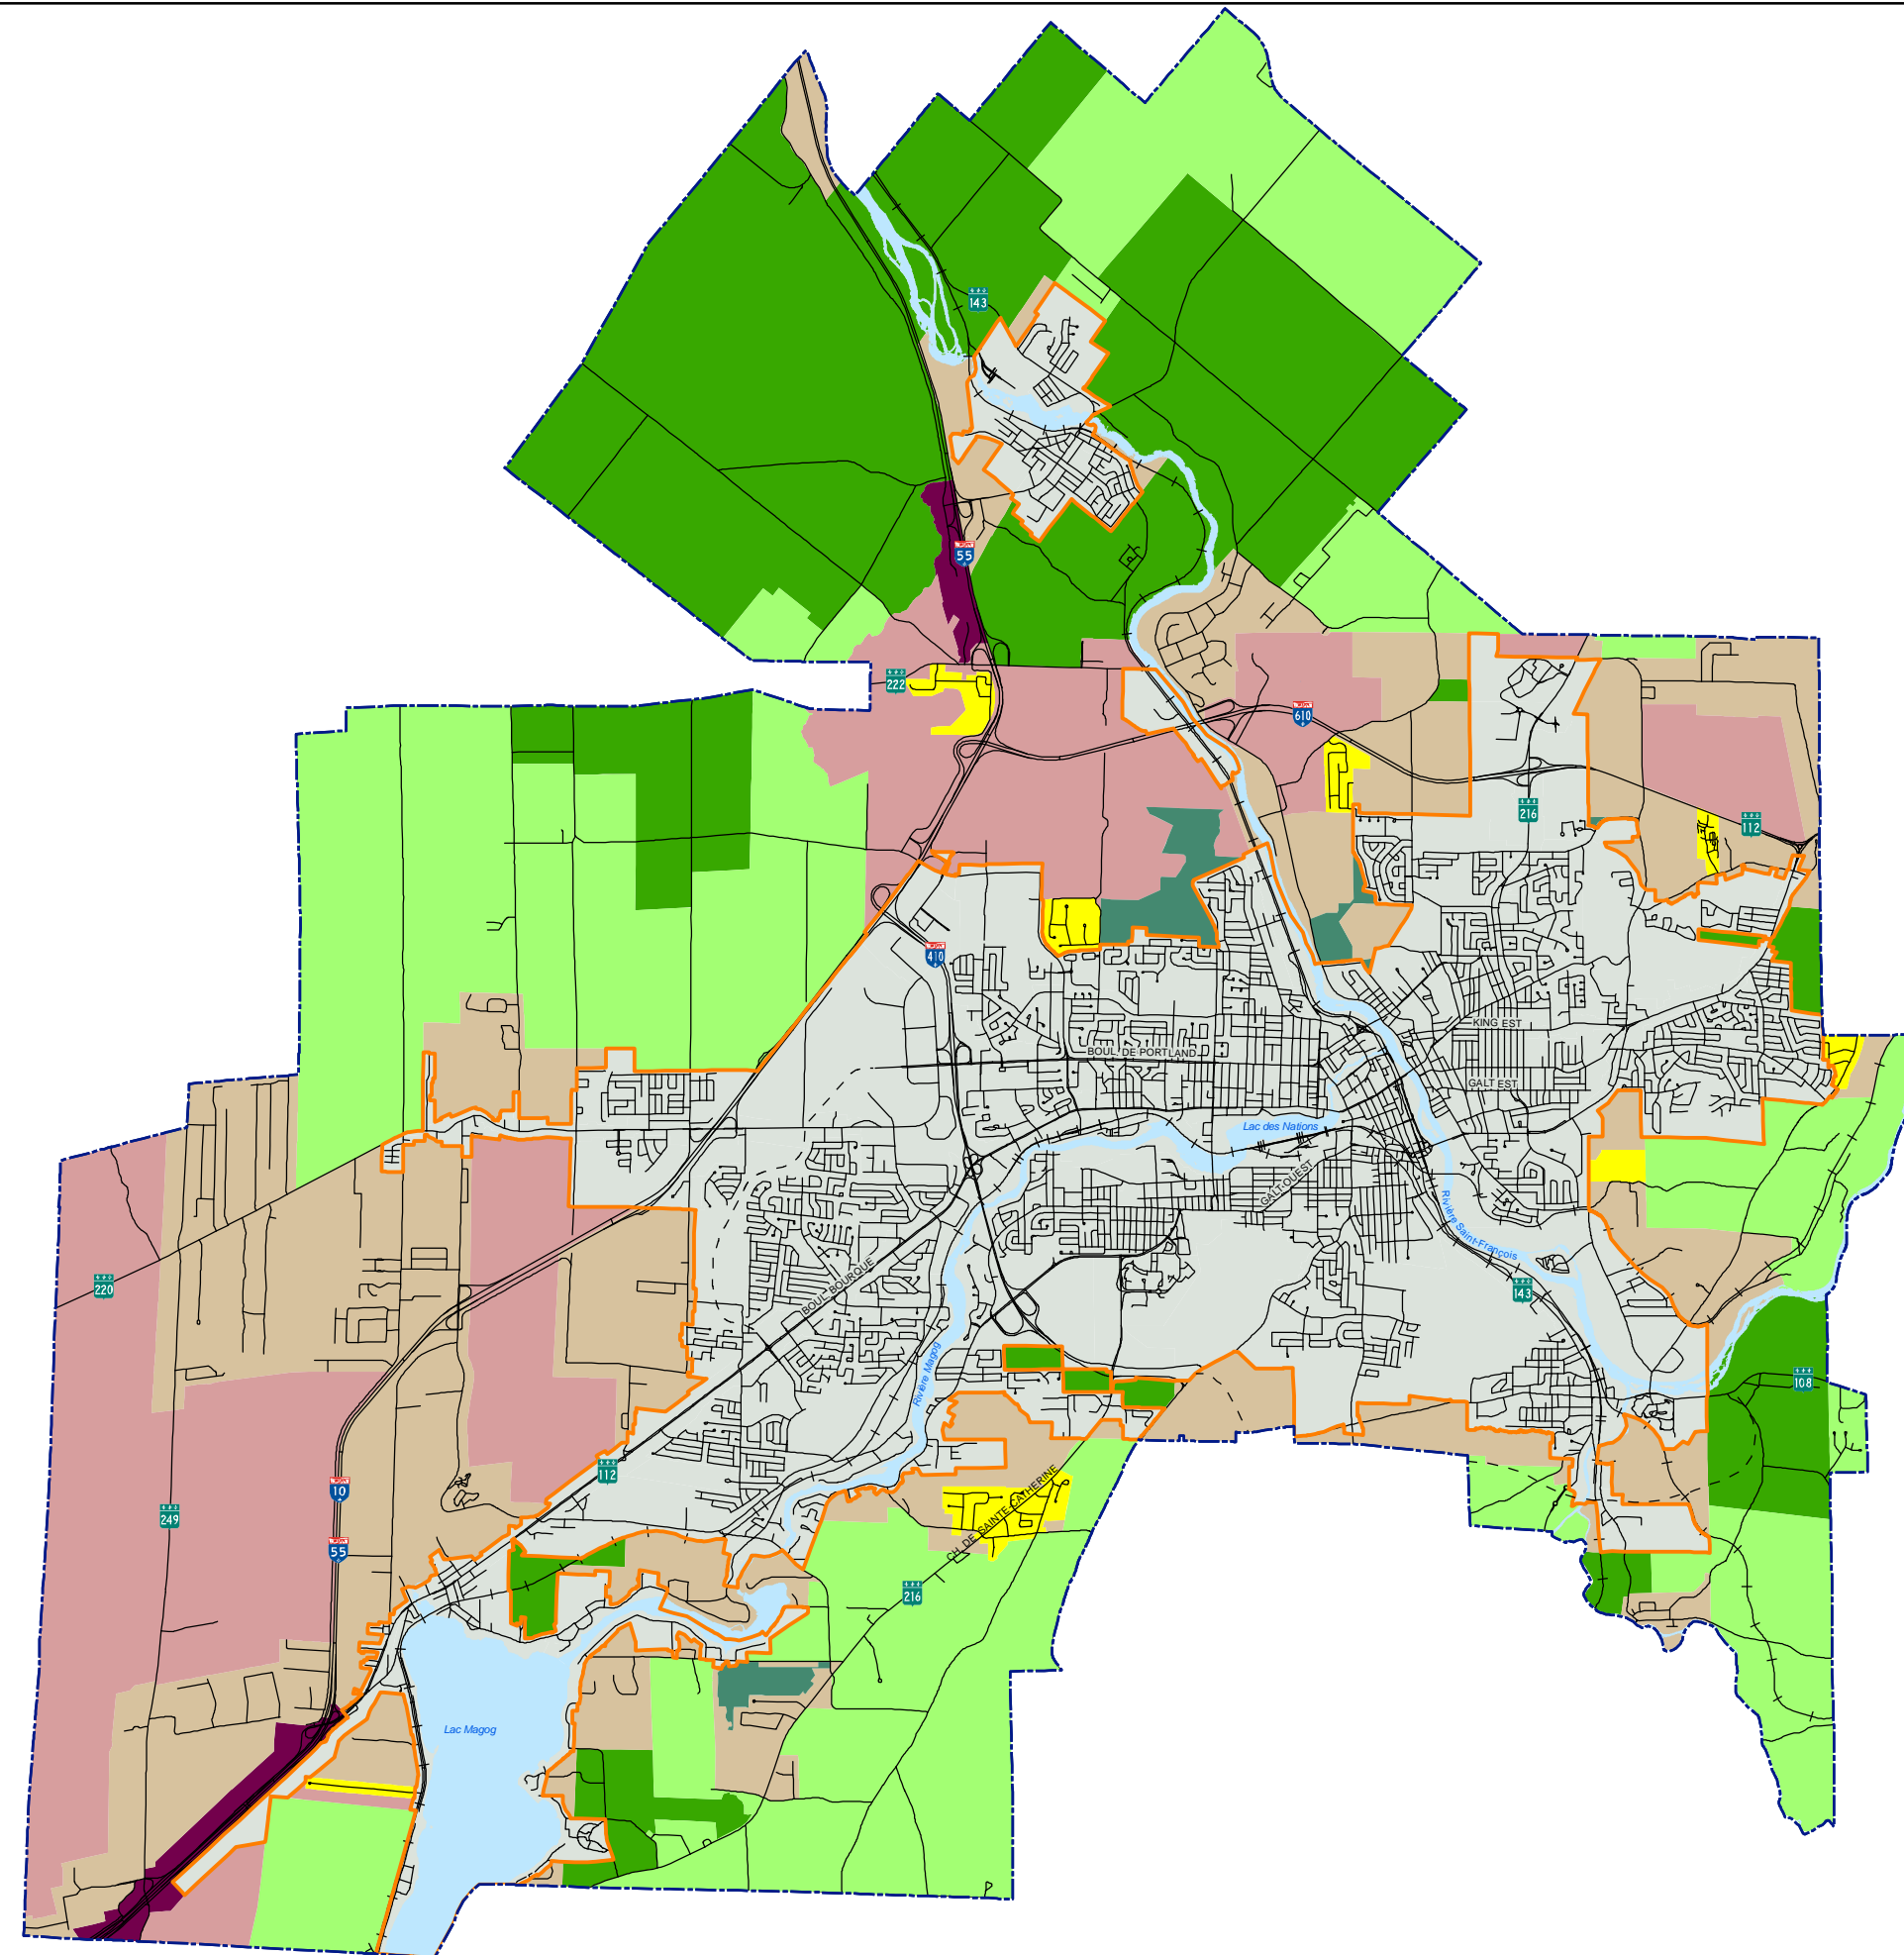 143
55
222
610
216
112
410
KING EST
BOUL. DE PORTLAND
GALT EST
Lac des Nations
GALT OUEST
Rivière Saint-François
220
BOUL. BOURQUE
143
Rivière Magog
108
112
10
249
55
CH. DE SAINTE-CATHERINE
216
Lac Magog